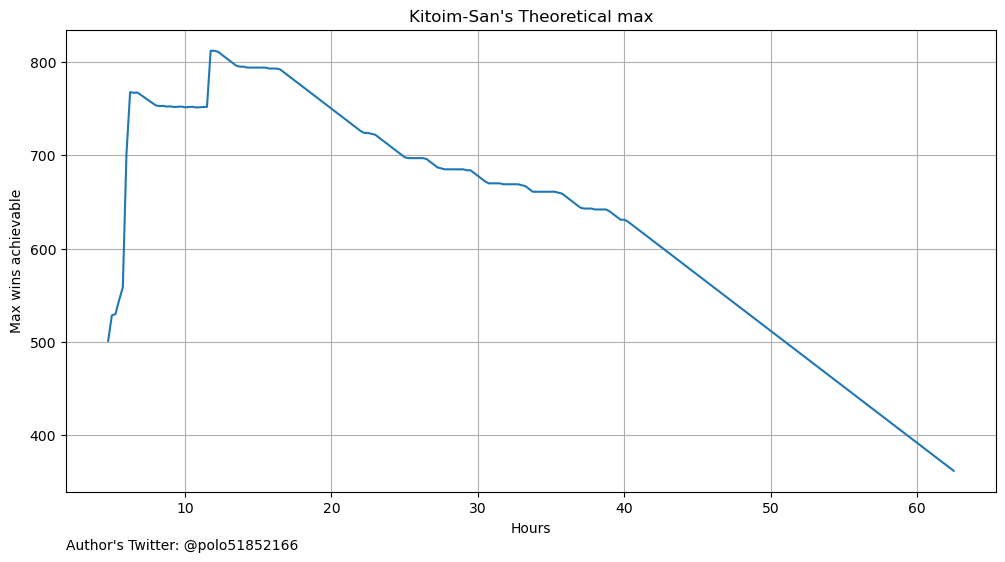 Kitoim-San's Theoretical max
Max wins achievable
800
700
600
500
400
10 20 30 40 50 60
Hours
Author's Twitter: @polo51852166